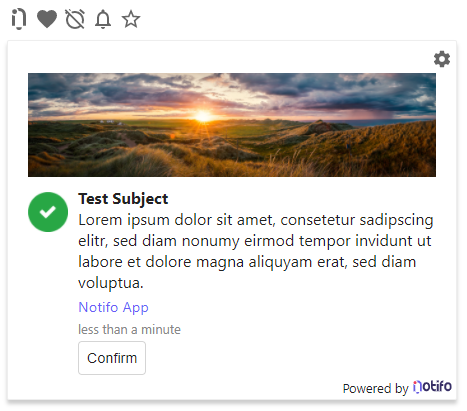 Test Subject
Lorem ipsum dolor sit amet, consetetur sadipscing
elitr, sed diam nonumy eirmod tempor invidunt ut
labore et dolore magna aliquyam erat, sed diam
voluptua.
Notifo App
less than a minute
Confirm
Powered by notifo